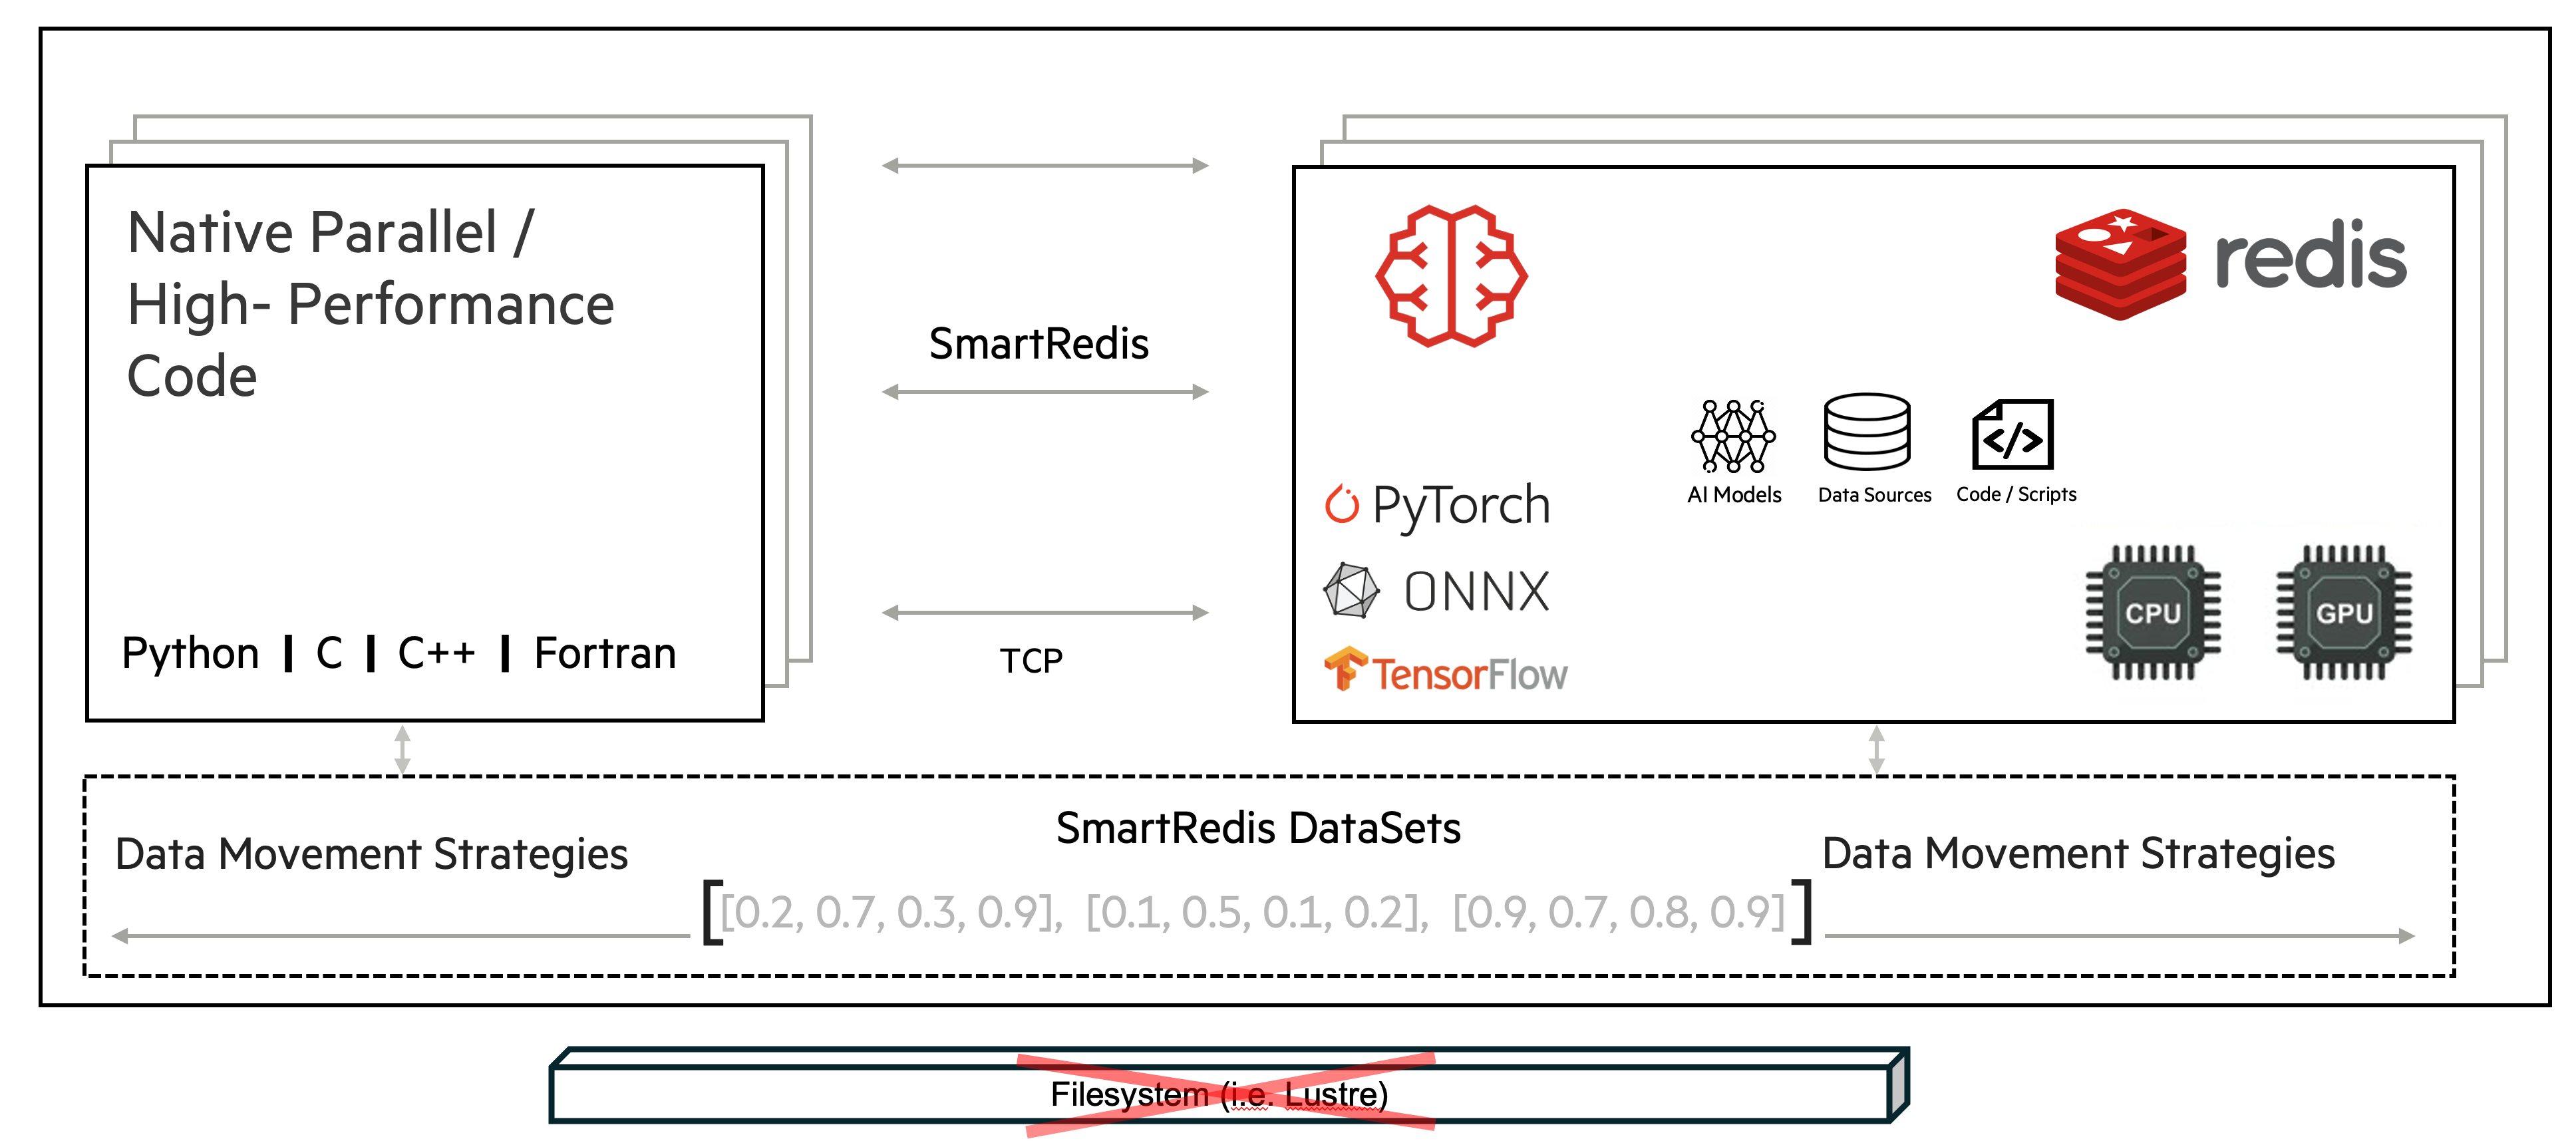 Native Parallel /
High- Performance
Code
Python | C | C++ | Fortran
SmartRedis
TCP
redis
AI Models
Data Sources
Code / Scripts
PyTorch
ONNX
TensorFlow
CPU
GPU
SmartRedis DataSets
Data Movement Strategies
[[0.2, 0.7, 0.3, 0.9], [0.1, 0.5, 0.1, 0.2], [0.9, 0.7, 0.8, 0.9]]
Data Movement Strategies
Filesystem (i.e. Lustre)